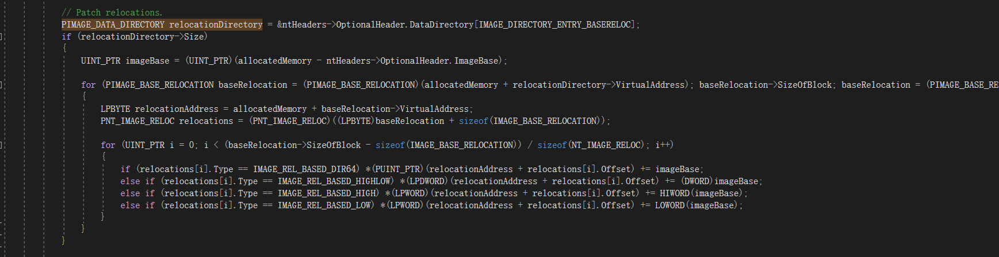 // Patch relocations.
PIMAGE_DATA_DIRECTORY relocationDirectory = &ntHeaders->OptionalHeader.DataDirectory[IMAGE_DIRECTORY_ENTRY_BASERELOC];
if (relocationDirectory->Size)
{
UINT_PTR imageBase = (UINT_PTR)(allocatedMemory - ntHeaders->OptionalHeader.ImageBase);
for (PIMAGE_BASE_RELOCATION baseRelocation = (PIMAGE_BASE_RELOCATION)(allocatedMemory + relocationDirectory->VirtualAddress); baseRelocation->SizeOfBlock; baseRelocation = (PIMAGE_BASE_RE
{
LPBYTE relocationAddress = allocatedMemory + baseRelocation->VirtualAddress;
PNT_IMAGE_RELOC relocations = (PNT_IMAGE_RELOC)((LPBYTE)baseRelocation + sizeof(IMAGE_BASE_RELOCATION));
for (UINT_PTR i = 0; i < (baseRelocation->SizeOfBlock - sizeof(IMAGE_BASE_RELOCATION)) / sizeof(NT_IMAGE_RELOC); i++)
{
if (relocations[i].Type == IMAGE_REL_BASED_DIR64) *(PUINT_PTR)(relocationAddress + relocations[i].Offset) += imageBase;
else if (relocations[i].Type == IMAGE_REL_BASED_HIGHLOW) *(LPDWORD)(relocationAddress + relocations[i].Offset) += (DWORD)imageBase;
else if (relocations[i].Type == IMAGE_REL_BASED_HIGH) *(LPWORD)(relocationAddress + relocations[i].Offset) += HIWORD(imageBase);
else if (relocations[i].Type == IMAGE_REL_BASED_LOW) *(LPWORD)(relocationAddress + relocations[i].Offset) += LOWORD(imageBase);
}
}
}